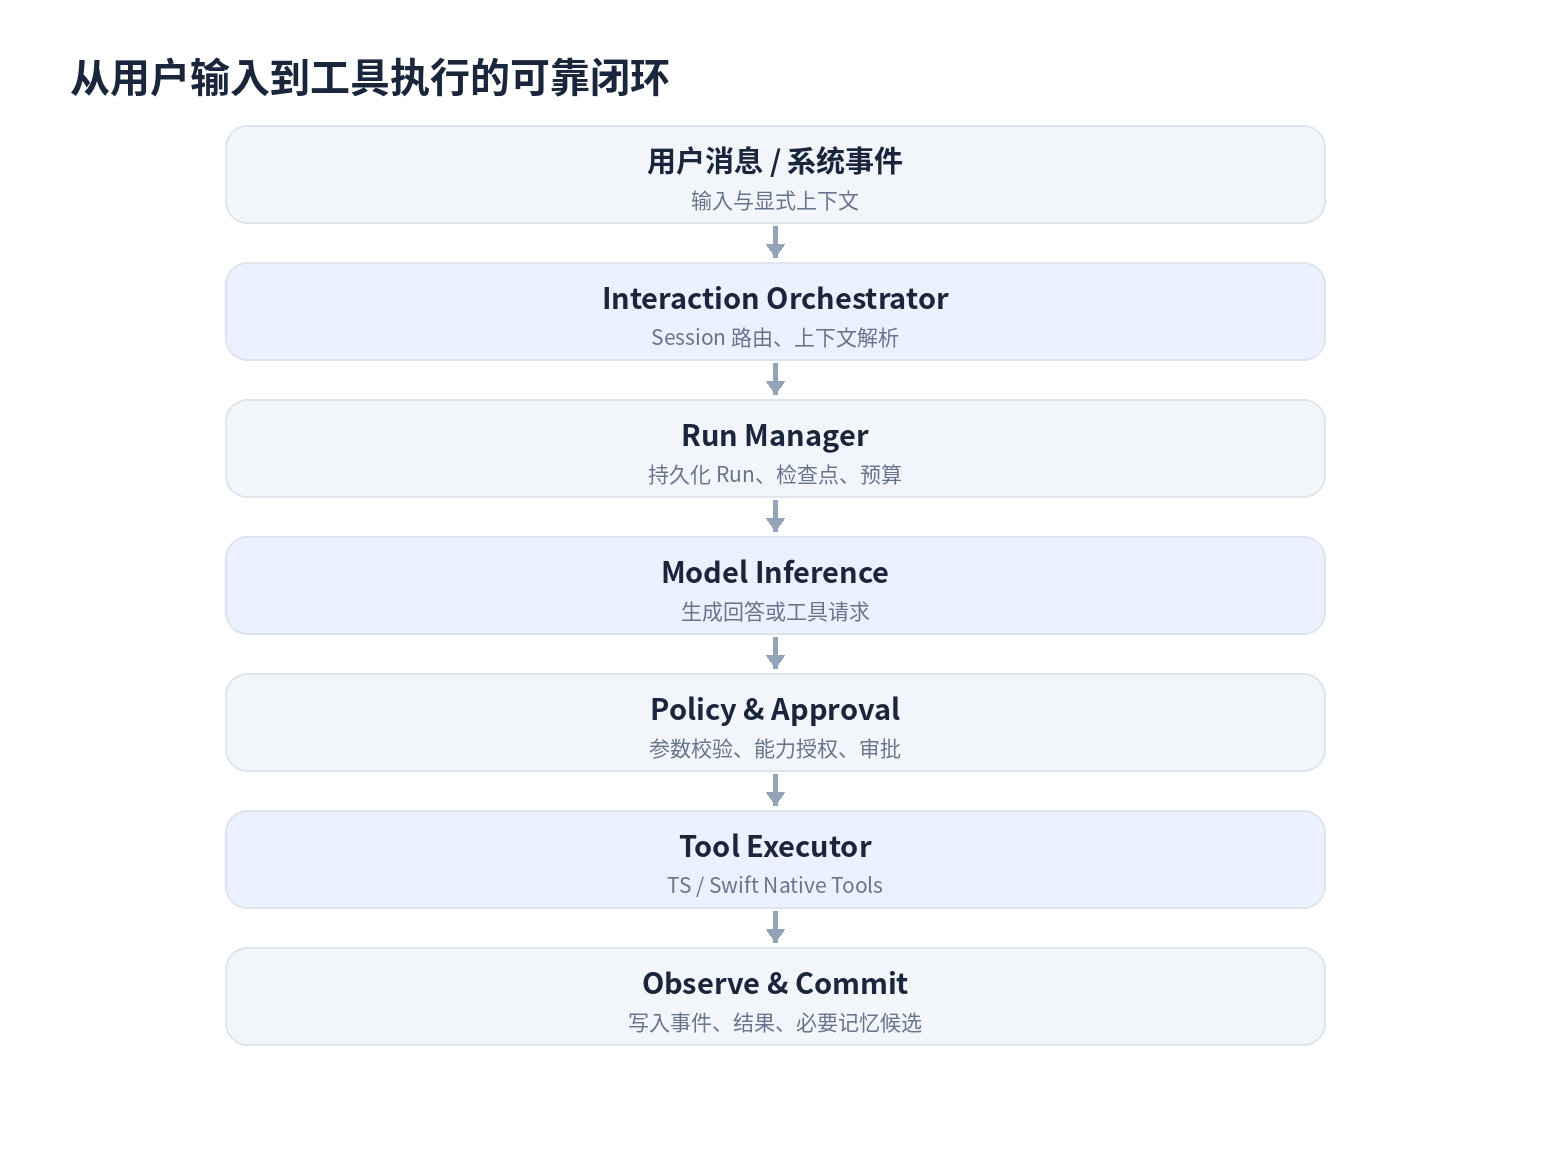 从用户输入到工具执行的可靠闭环
用户消息 / 系统事件
输入与显式上下文
Interaction Orchestrator
Session 路由、上下文解析
Run Manager
持久化 Run、检查点、预算
Model Inference
生成回答或工具请求
Policy & Approval
参数校验、能力授权、审批
Tool Executor
TS / Swift Native Tools
Observe & Commit
写入事件、结果、必要记忆候选